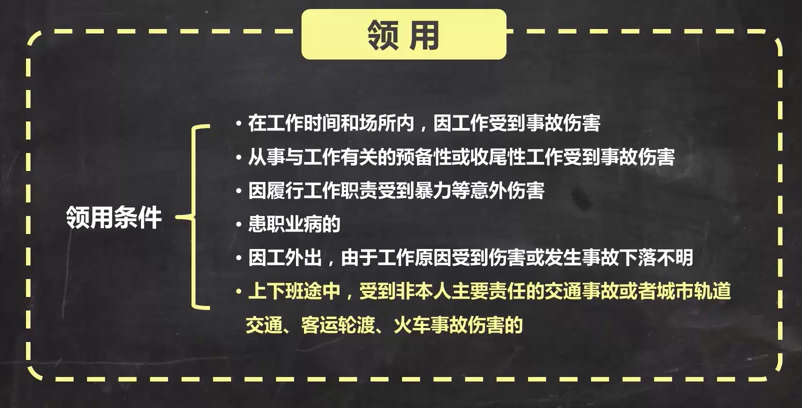 领用
• 在工作时间和场所内，因工作受到事故伤害
• 从事与工作有关的预备性或收尾性工作受到事故伤害
• 因履行工作职责受到暴力等意外伤害
领用条件
• 患职业病的
• 因工外出，由于工作原因受到伤害或发生事故下落不明
• 上下班途中，受到非本人主要责任的交通事故或者城市轨道
交通、客运轮渡、火车事故伤害的